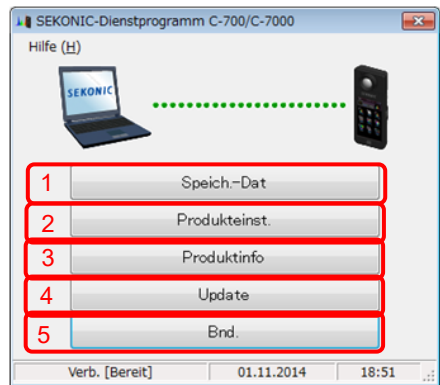 SEKONIC-Dienstprogramm C-700/C-7000
Hilfe (H)
SEKONIC
1 Speich.-Dat
2 Produkteinst.
3 Produktinfo
4 Update
5 Bnd.
Verb. [Bereit] 01.11.2014 18:51